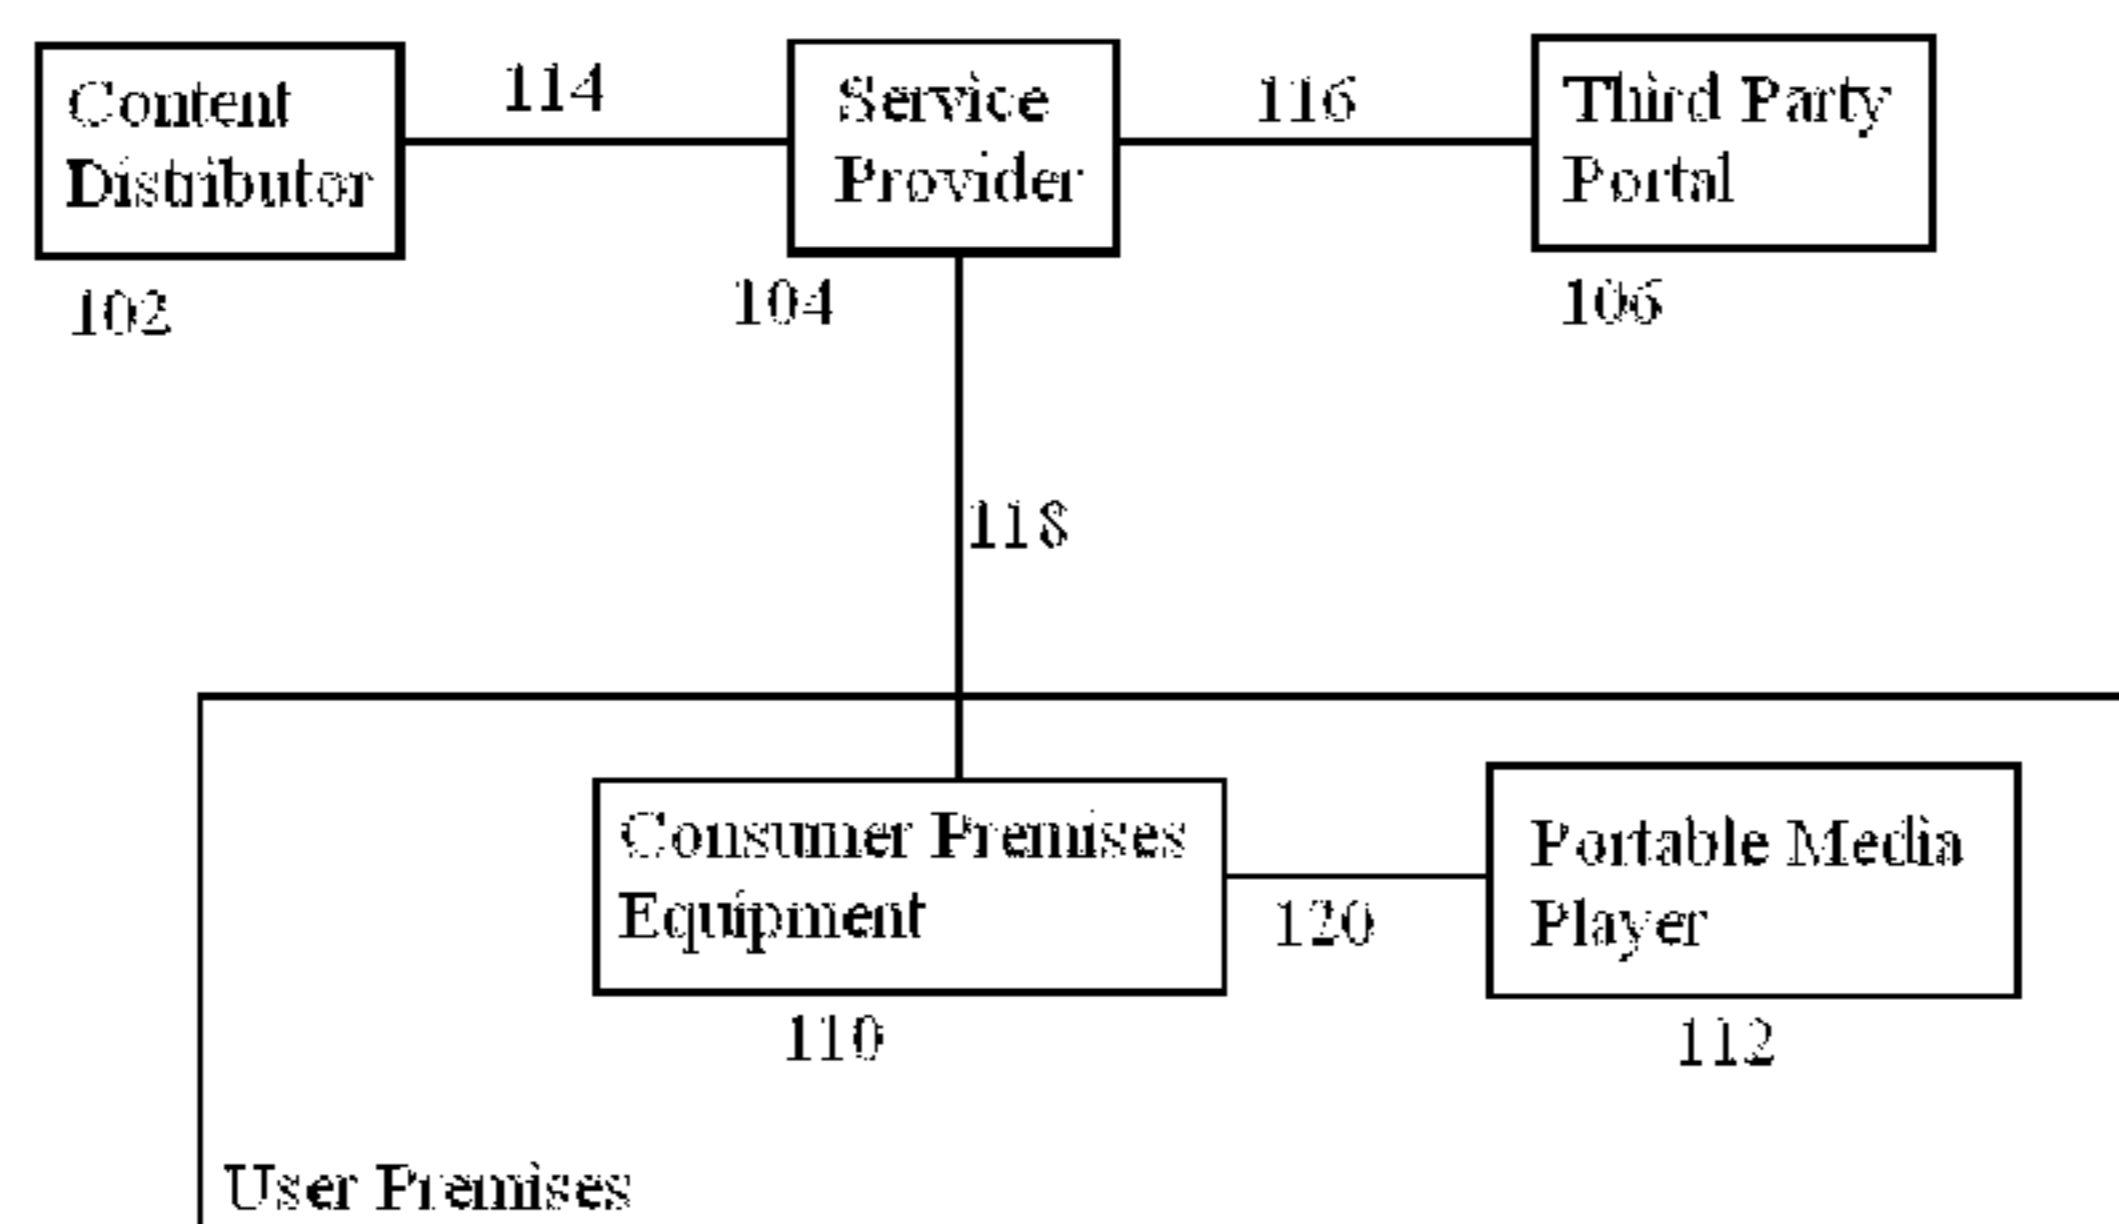 Content
Distributor
114
Service
Provider
116
Third Party
Portal
102
104
106
118
Consumer Premises
Equipment
120
Portable Media
Player
110
112
User Premises